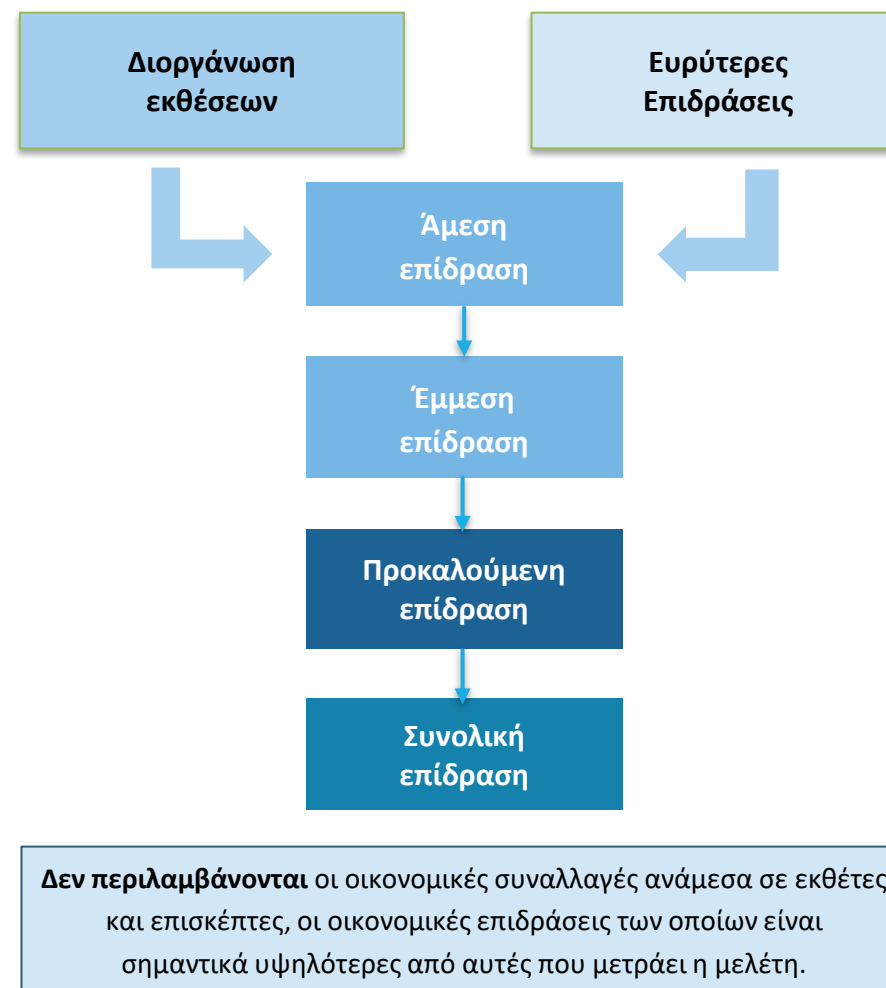 Διοργάνωση
εκθέσεων
Ευρύτερες
Επιδράσεις
Άμεση
επίδραση
Έμμεση
επίδραση
Προκαλούμενη
επίδραση
Συνολική
επίδραση
Δεν περιλαμβάνονται οι οικονομικές συναλλαγές ανάμεσα σε εκθέτες
και επισκέπτες, οι οικονομικές επιδράσεις των οποίων είναι
σημαντικά υψηλότερες από αυτές που μετράει η μελέτη.